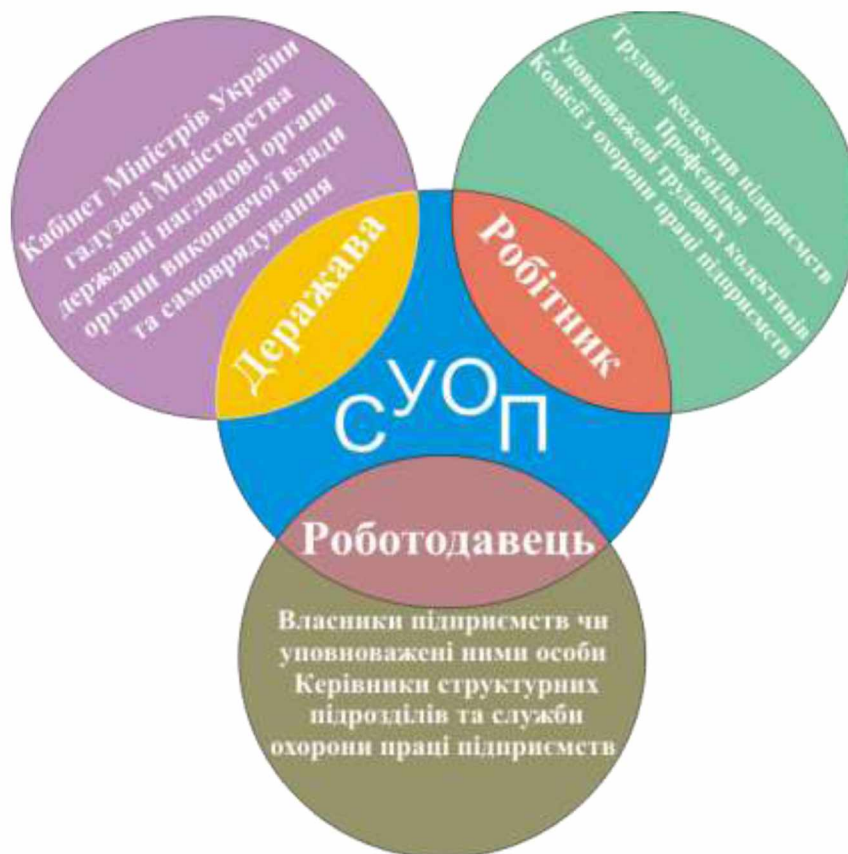 Кабінет Міністрів України
галузеві Міністерства
державні наглядові органи
органи виконавчої влади
та самоврядування
Деражава
Трудові колектив підприємств
Профспілки
Уповноважені трудових колективів
Комісії з охорони праці підприємств
Робітник
СУОП
Роботодавець
Власники підприємств чи
уповноважені ними особи
Керівники структурних
підрозділів та служби
охорони праці підприємств